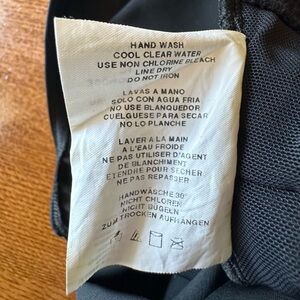 HAND WASH
COOL CLEAR WATER
USE NON CHLORINE BLEACH
LINE DRY
DO NOT IRON
LAVAS A MANO
SOLO CON AGUA FRIA
NO USE BLANQUEDOR
CUELGUESE PARA SECAR
NO LO PLANCHE
LAVER A LA MAIN
A L'EAU FROIDE
NE PAS UTILISER D'AGENT
DE BLANCHIMENT
ETENDRE POUR SECHER
NE PAS REPASSER
HANDWÄSCHE 30°
NICHT CHLOREN
NICHT BÜGELN
ZUM TROCKEN AUFHÄNGEN